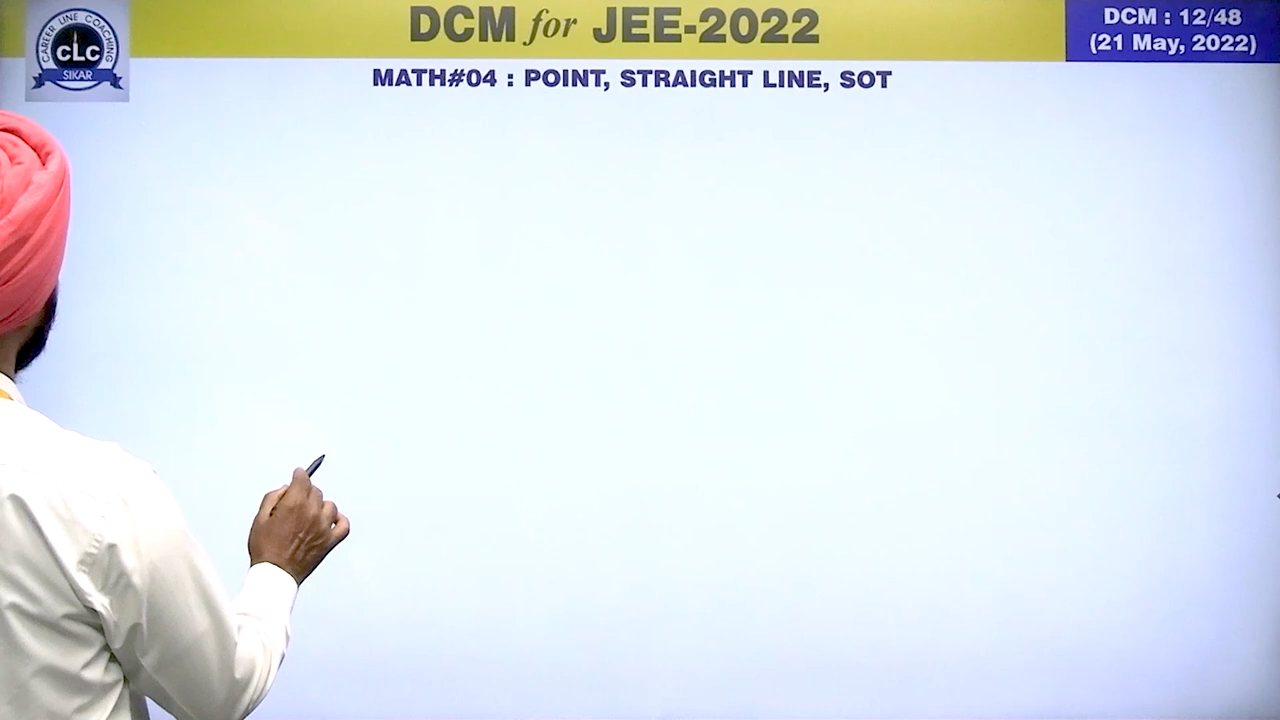 CAREER LINE COACHING
CLC
SIKAR
DCM for JEE-2022
DCM : 12/48
(21 May, 2022)
MATH#04 : POINT, STRAIGHT LINE, SOT